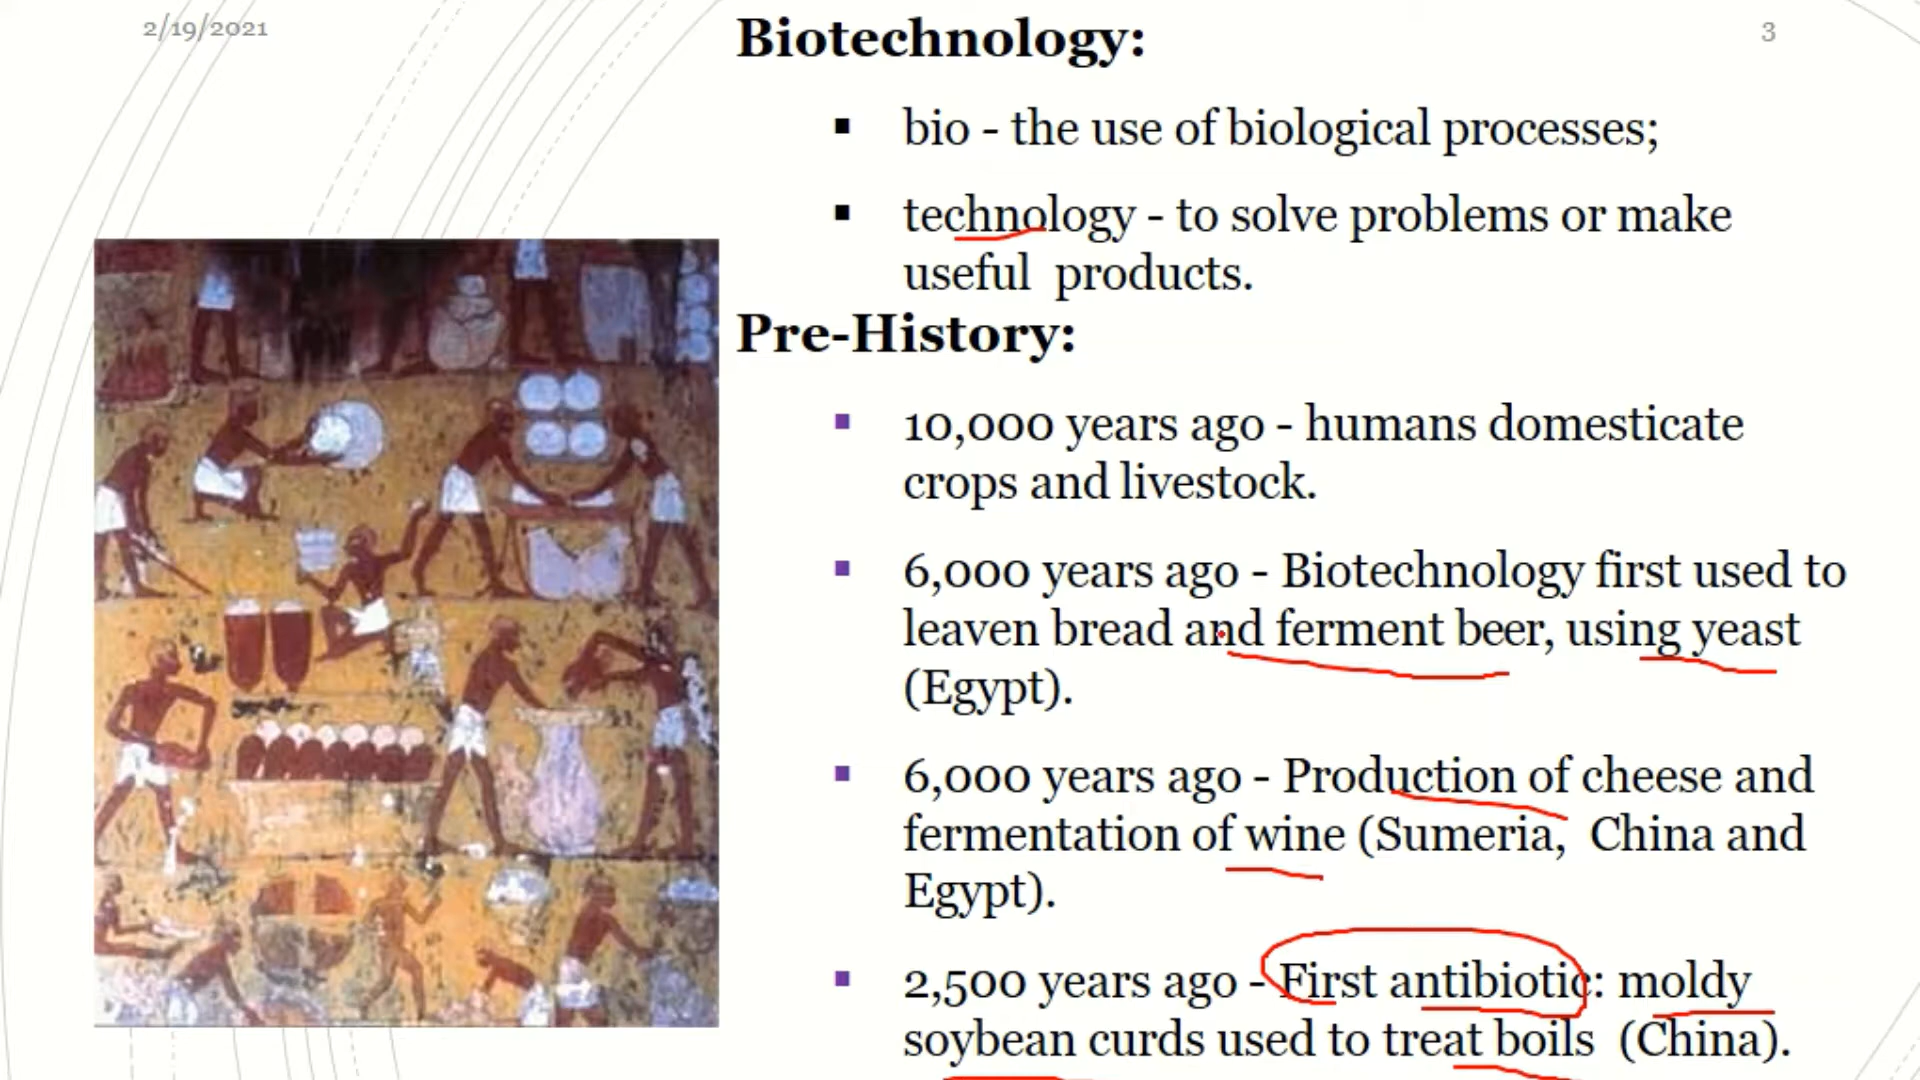 2/19/2021
3
Biotechnology:
▪ bio - the use of biological processes;
▪ technology - to solve problems or make
useful products.
Pre-History:
▪ 10,000 years ago - humans domesticate
crops and livestock.
▪ 6,000 years ago - Biotechnology first used to
leaven bread and ferment beer, using yeast
(Egypt).
▪ 6,000 years ago - Production of cheese and
fermentation of wine (Sumeria, China and
Egypt).
▪ 2,500 years ago - First antibiotic: moldy
soybean curds used to treat boils (China).